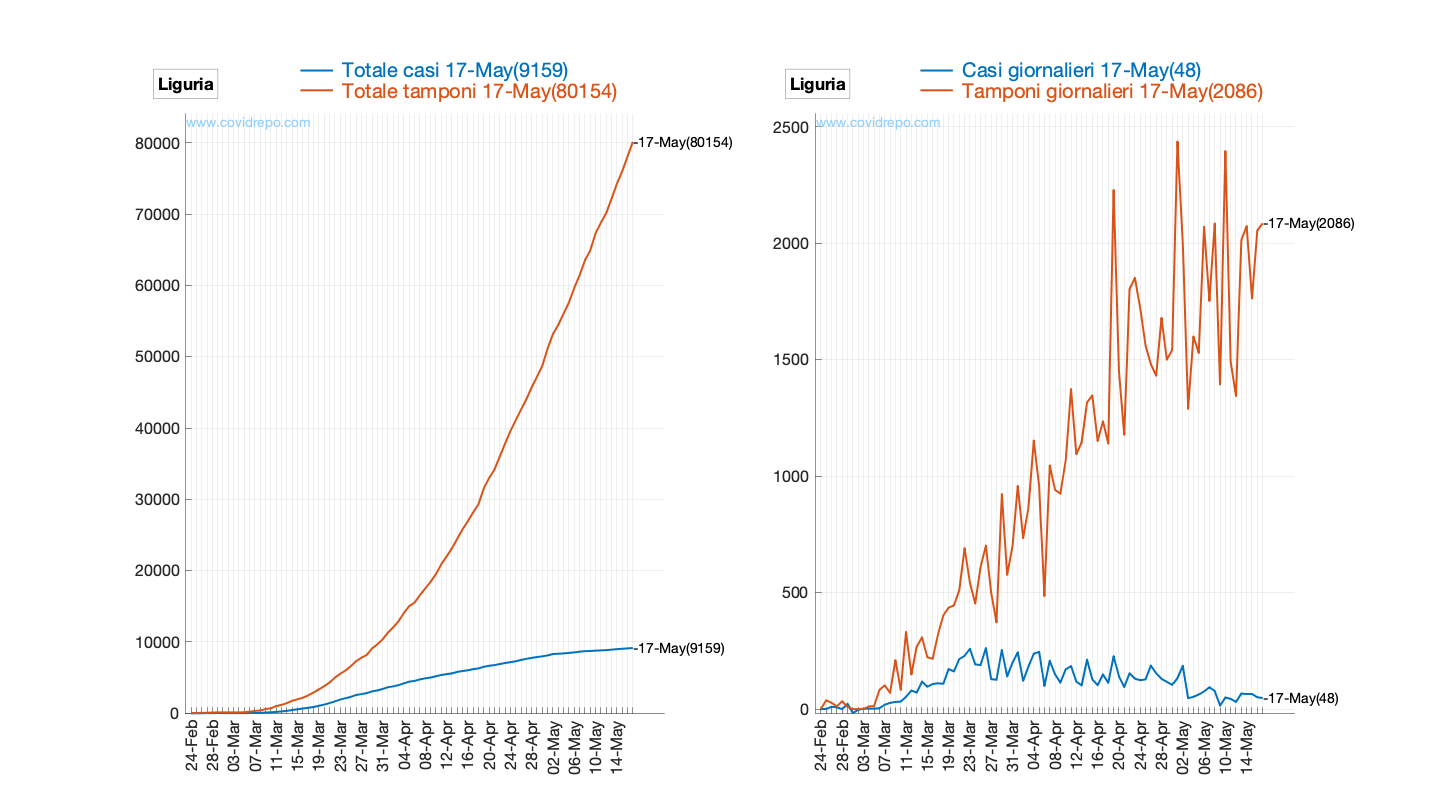 Liguria
Totale casi 17-May(9159)
Totale tamponi 17-May(80154)
www.covidrepo.com
80000
70000
60000
50000
40000
30000
20000
10000
0
-17-May(80154)
-17-May(9159)
24-Feb
28-Feb
03-Mar
07-Mar
11-Mar
15-Mar
19-Mar
23-Mar
27-Mar
31-Mar
04-Apr
08-Apr
12-Apr
16-Apr
20-Apr
24-Apr
28-Apr
02-May
06-May
10-May
14-May
Liguria
Casi giornalieri 17-May(48)
Tamponi giornalieri 17-May(2086)
www.covidrepo.com
2500
2000
1500
1000
500
0
-17-May(2086)
-17-May(48)
24-Feb
28-Feb
03-Mar
07-Mar
11-Mar
15-Mar
19-Mar
23-Mar
27-Mar
31-Mar
04-Apr
08-Apr
12-Apr
16-Apr
20-Apr
24-Apr
28-Apr
02-May
06-May
10-May
14-May